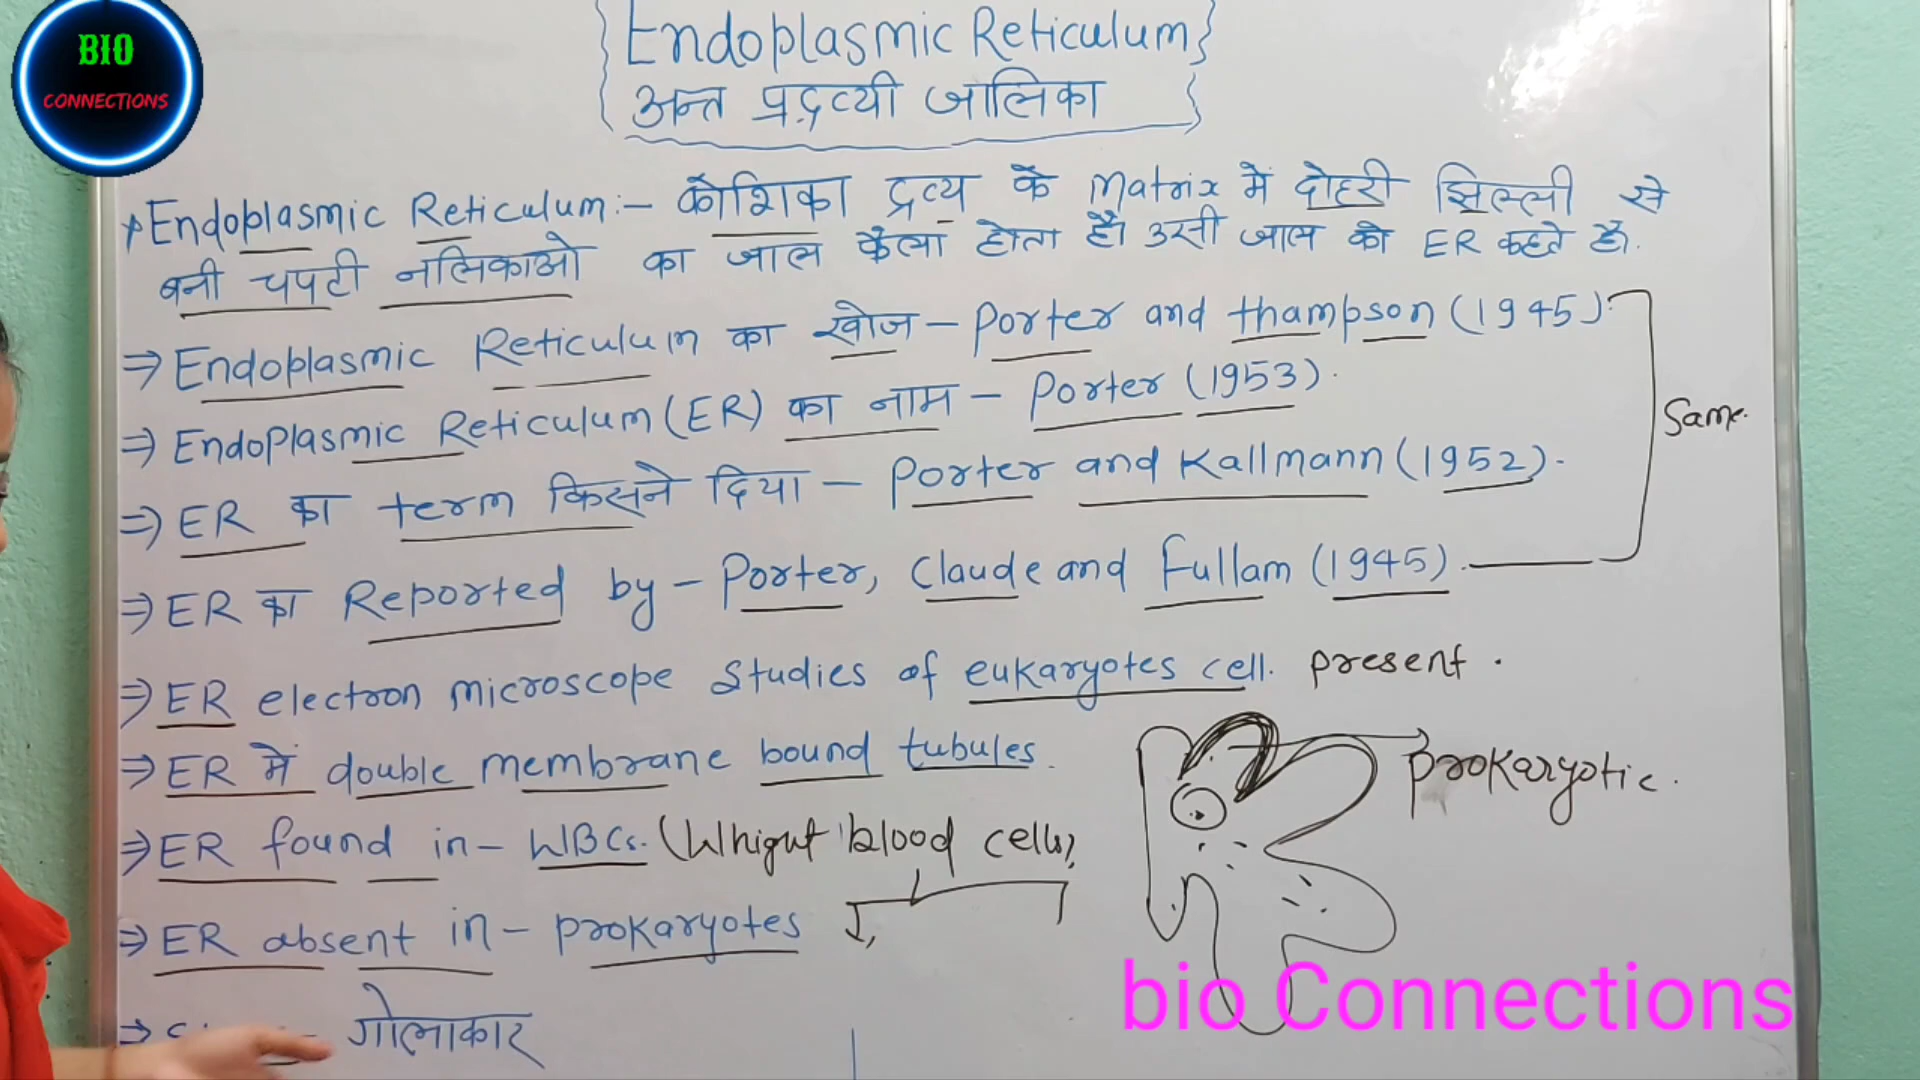 BIO
CONNECTIONS
Endoplasmic Reticulum
अन्त प्रद्रव्यी जालिका
Endoplasmic Reticulum:- कोशिका द्रव्य के Matrix में दोहरी झिल्ली से
बनी चपटी नलिकाओ का जाल फैला होता है। उसी जाल को ER कहते है।
⇒ Endoplasmic Reticulum का खोज - Porter and thampson (1945).
⇒ EndoPlasmic Reticulum (ER) का नाम - Porter (1953).
Same.
⇒ ER का term किसने दिया - Porter and Kallmann (1952).
⇒ ER का Reported by - Porter, Claude and Fullam (1945).
⇒ ER electron microscope Studies of eukaryotes cell. present.
⇒ ER में double membrane bound tubules.
prokaryotic.
⇒ ER found in - WBCs. (Whigut blood cells)
⇒ ER absent in - prokaryotes
⇒ गोलाकार
bio Connections